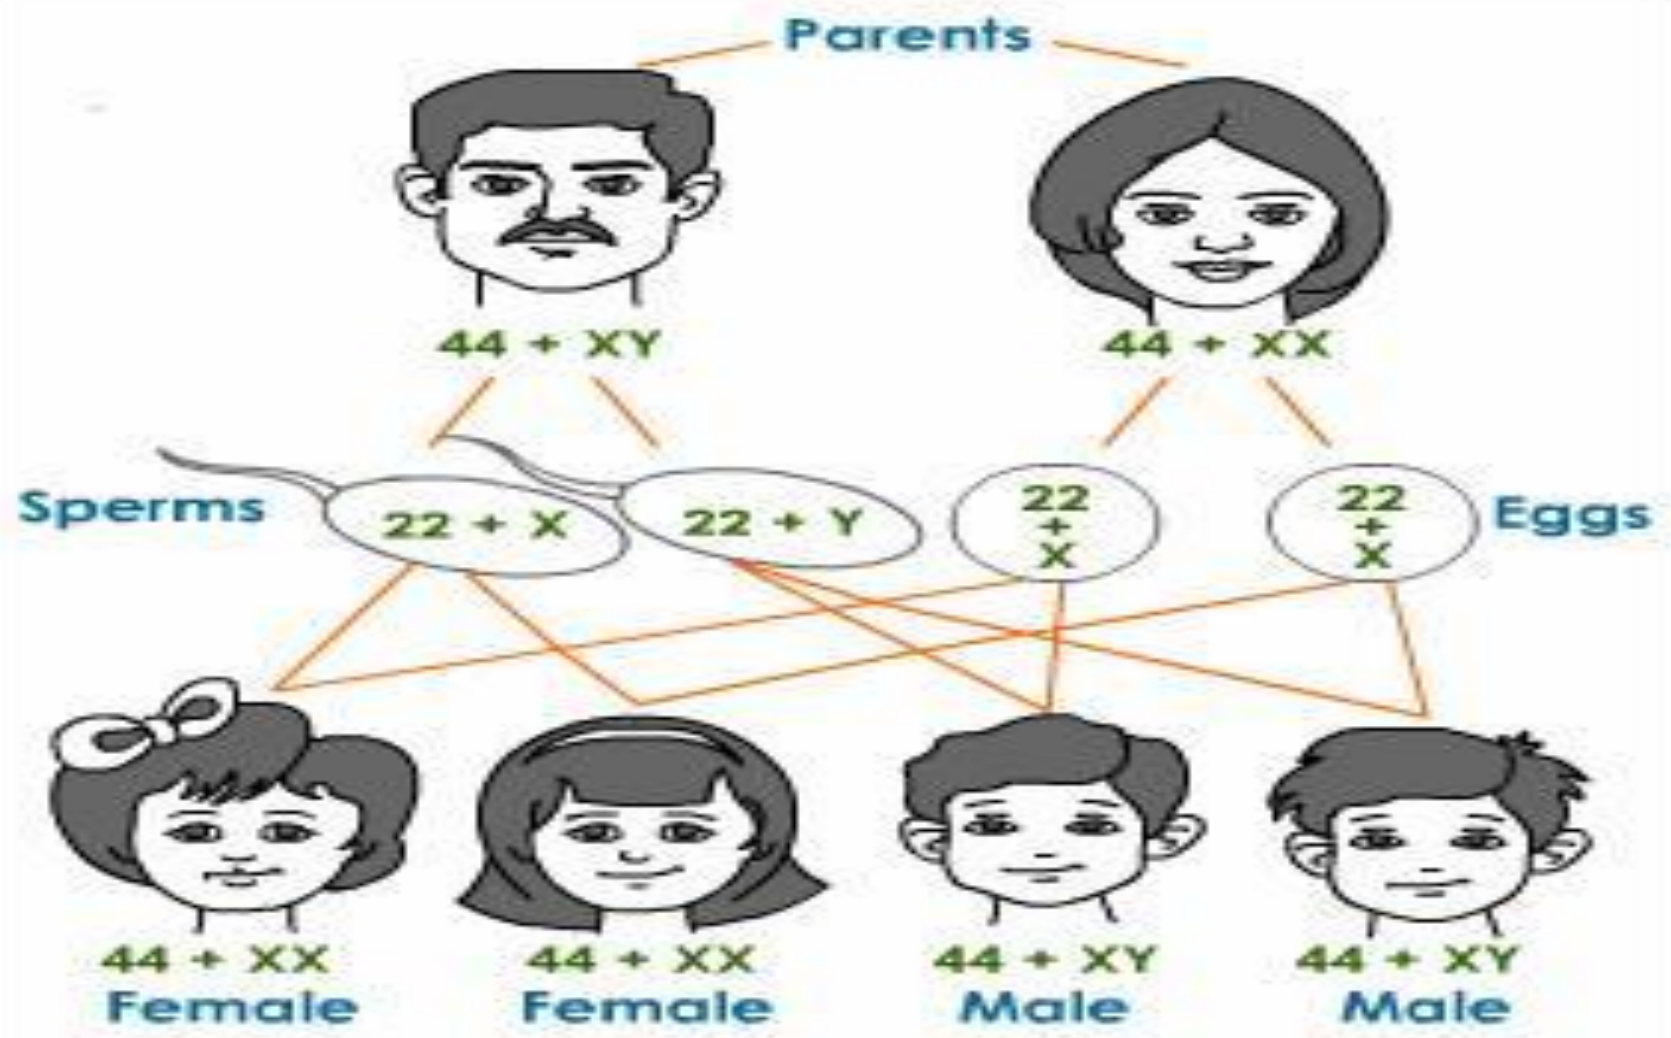 Parents
44 + XY
44 + XX
Sperms
22 + X
22 + Y
22
+
X
22
+
X
Eggs
44 + XX
44 + XX
44 + XY
44 + XY
Female
Female
Male
Male